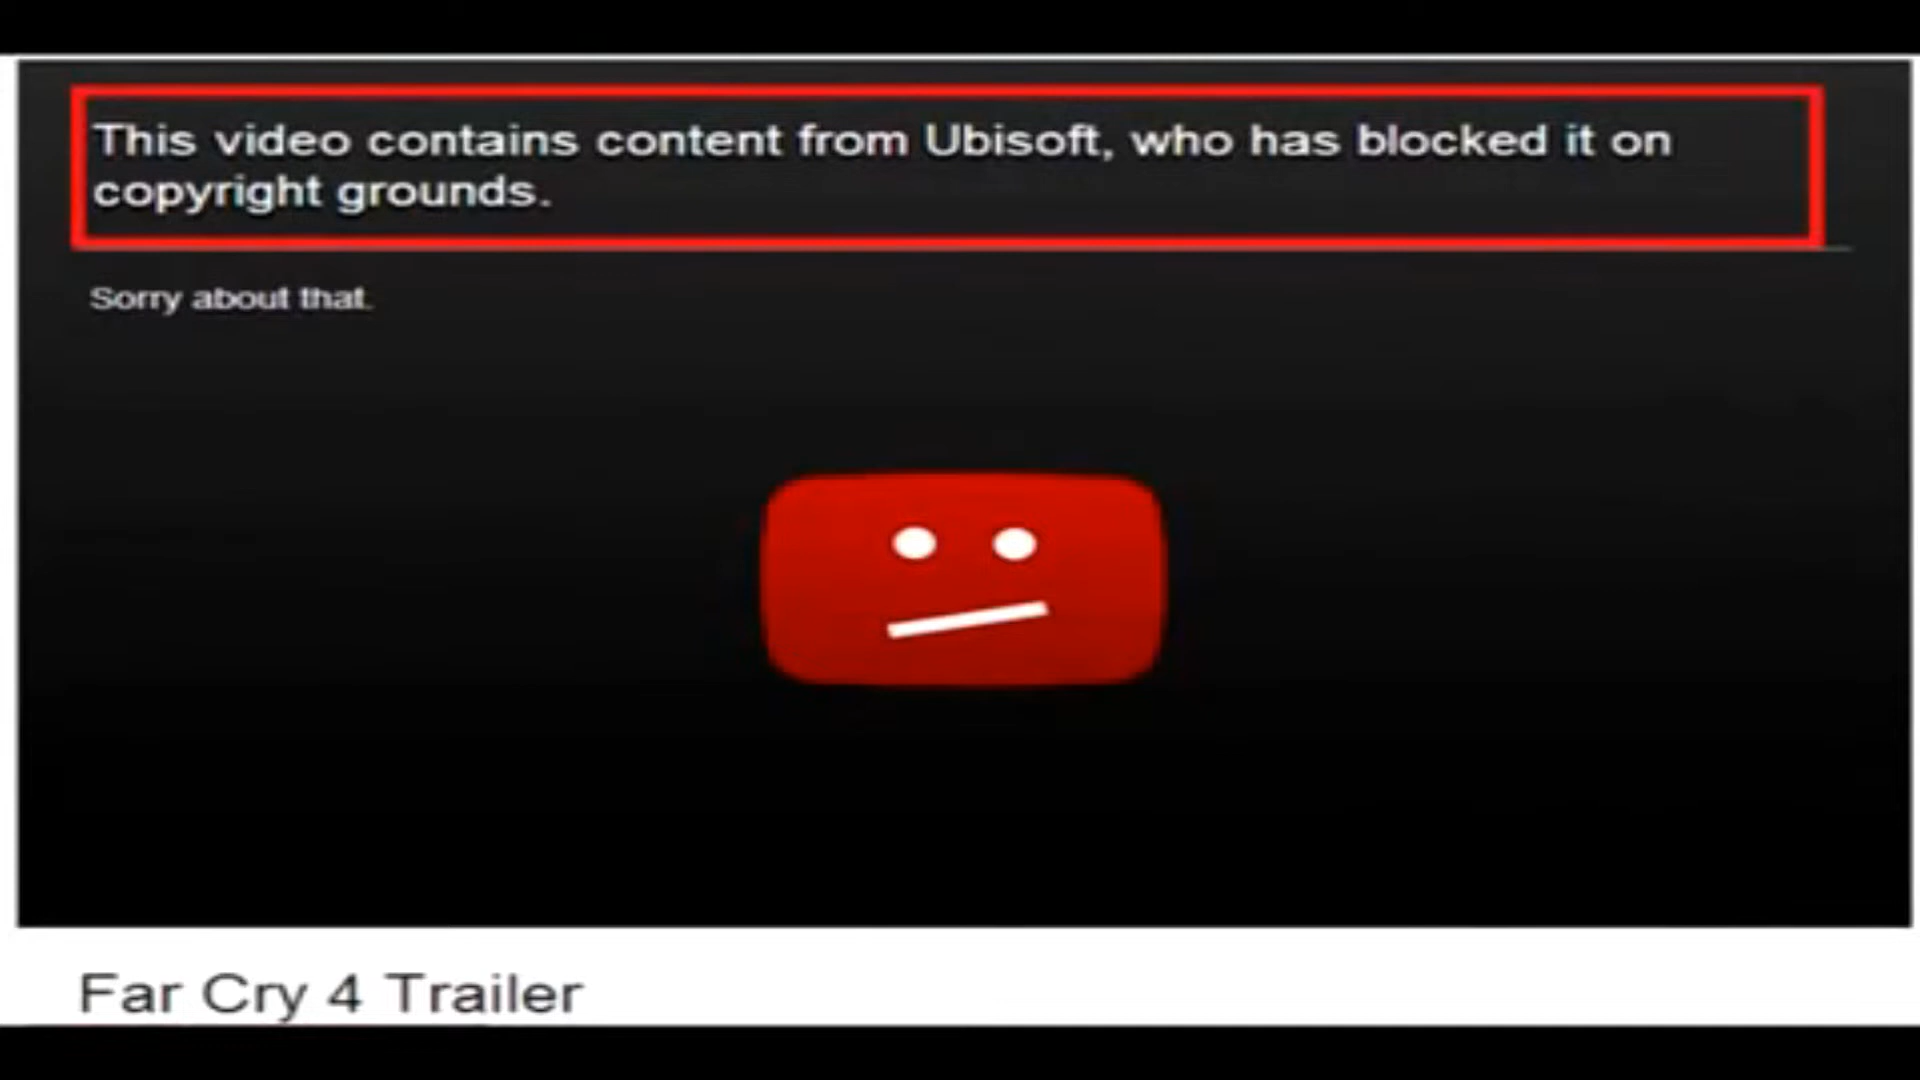 This video contains content from Ubisoft, who has blocked it on
copyright grounds.
Sorry about that.
Far Cry 4 Trailer